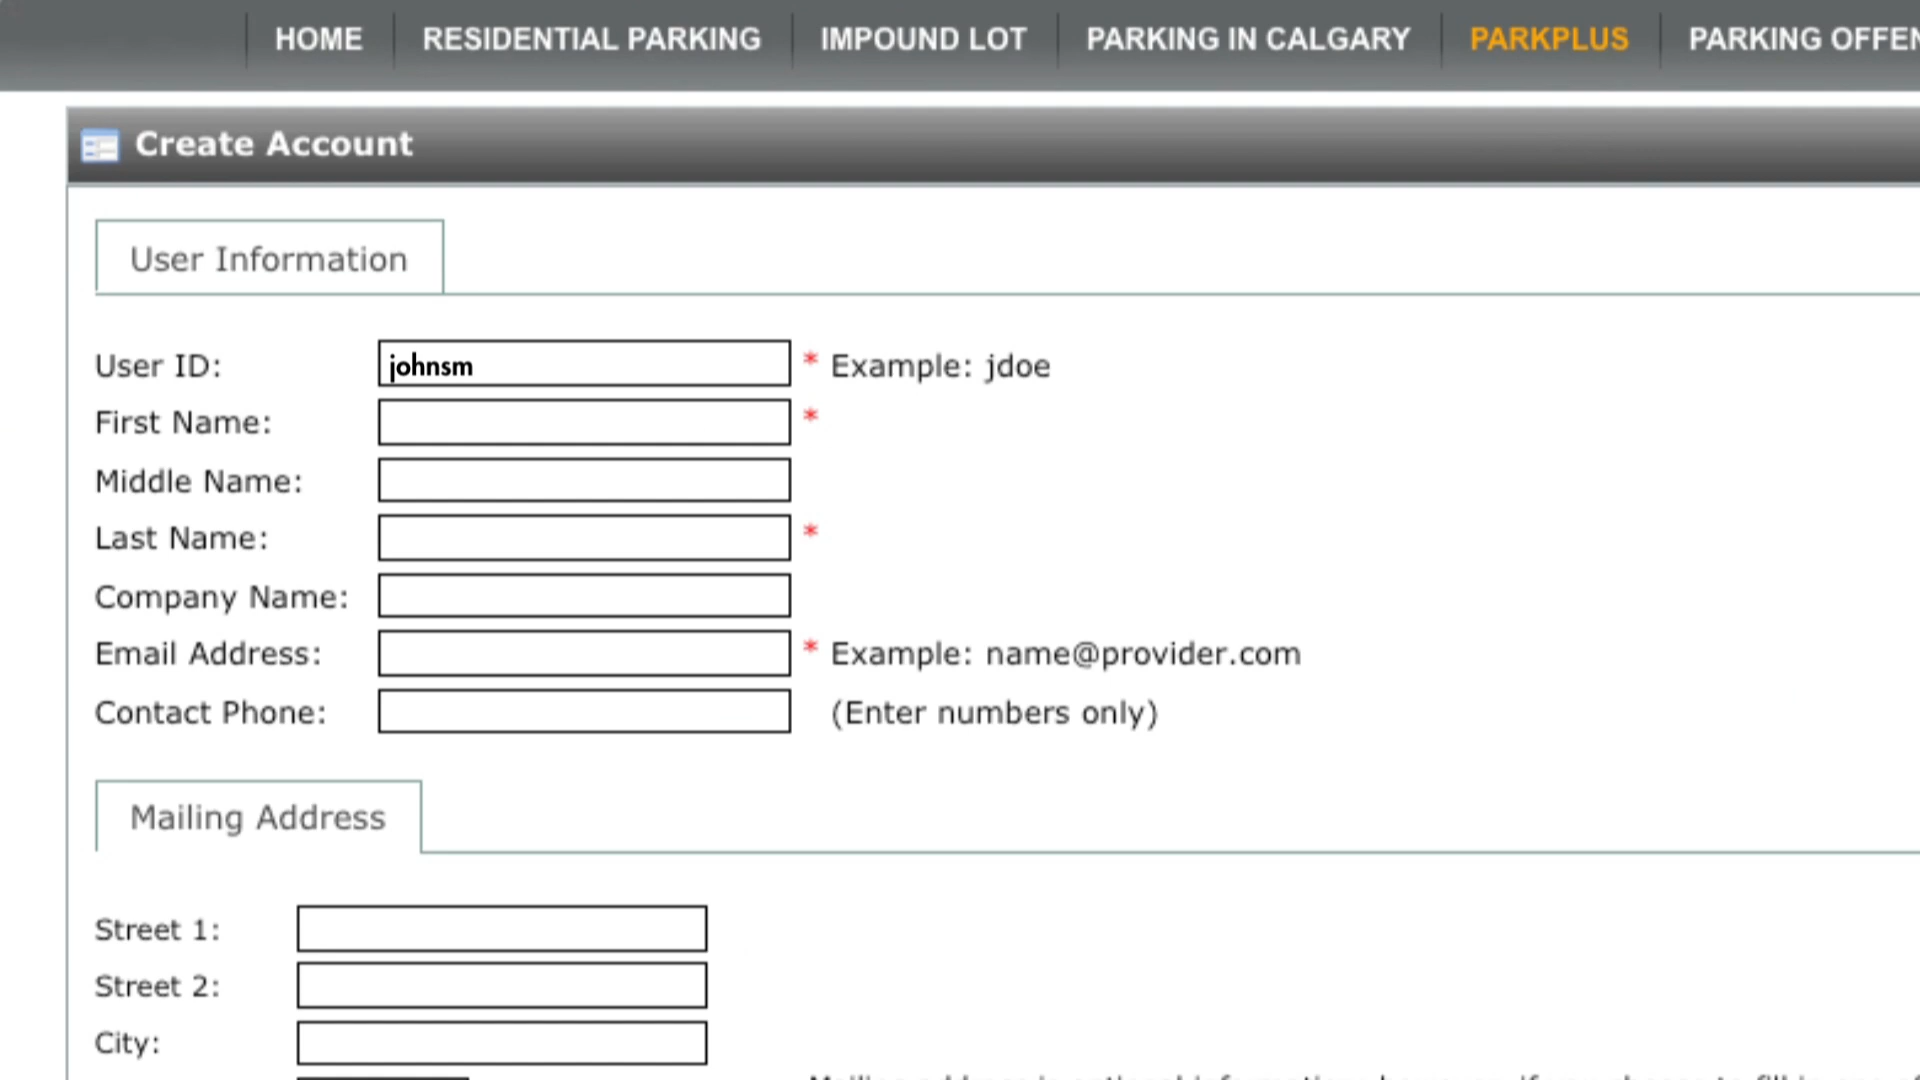 HOME RESIDENTIAL PARKING IMPOUND LOT PARKING IN CALGARY PARKPLUS PARKING
Create Account
User Information
User ID: johnsm * Example: jdoe
First Name: *
Middle Name:
Last Name: *
Company Name:
Email Address: * Example: name@provider.com
Contact Phone: (Enter numbers only)
Mailing Address
Street 1:
Street 2:
City: